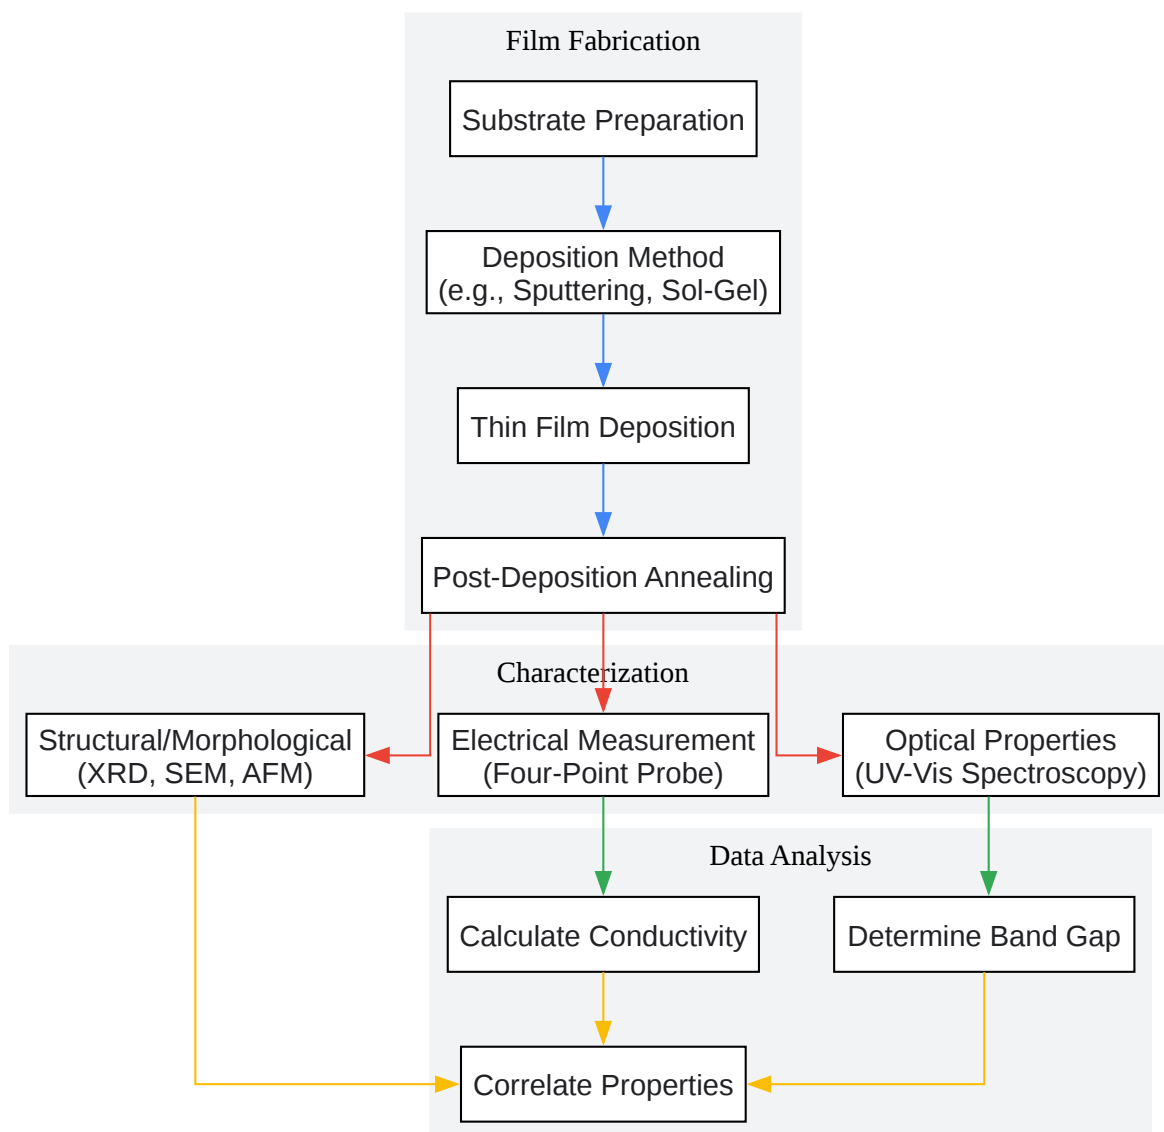 Film Fabrication
Substrate Preparation
Deposition Method
(e.g., Sputtering, Sol-Gel)
Thin Film Deposition
Post-Deposition Annealing
Characterization
Structural/Morphological
(XRD, SEM, AFM)
Electrical Measurement
(Four-Point Probe)
Optical Properties
(UV-Vis Spectroscopy)
Data Analysis
Calculate Conductivity
Determine Band Gap
Correlate Properties